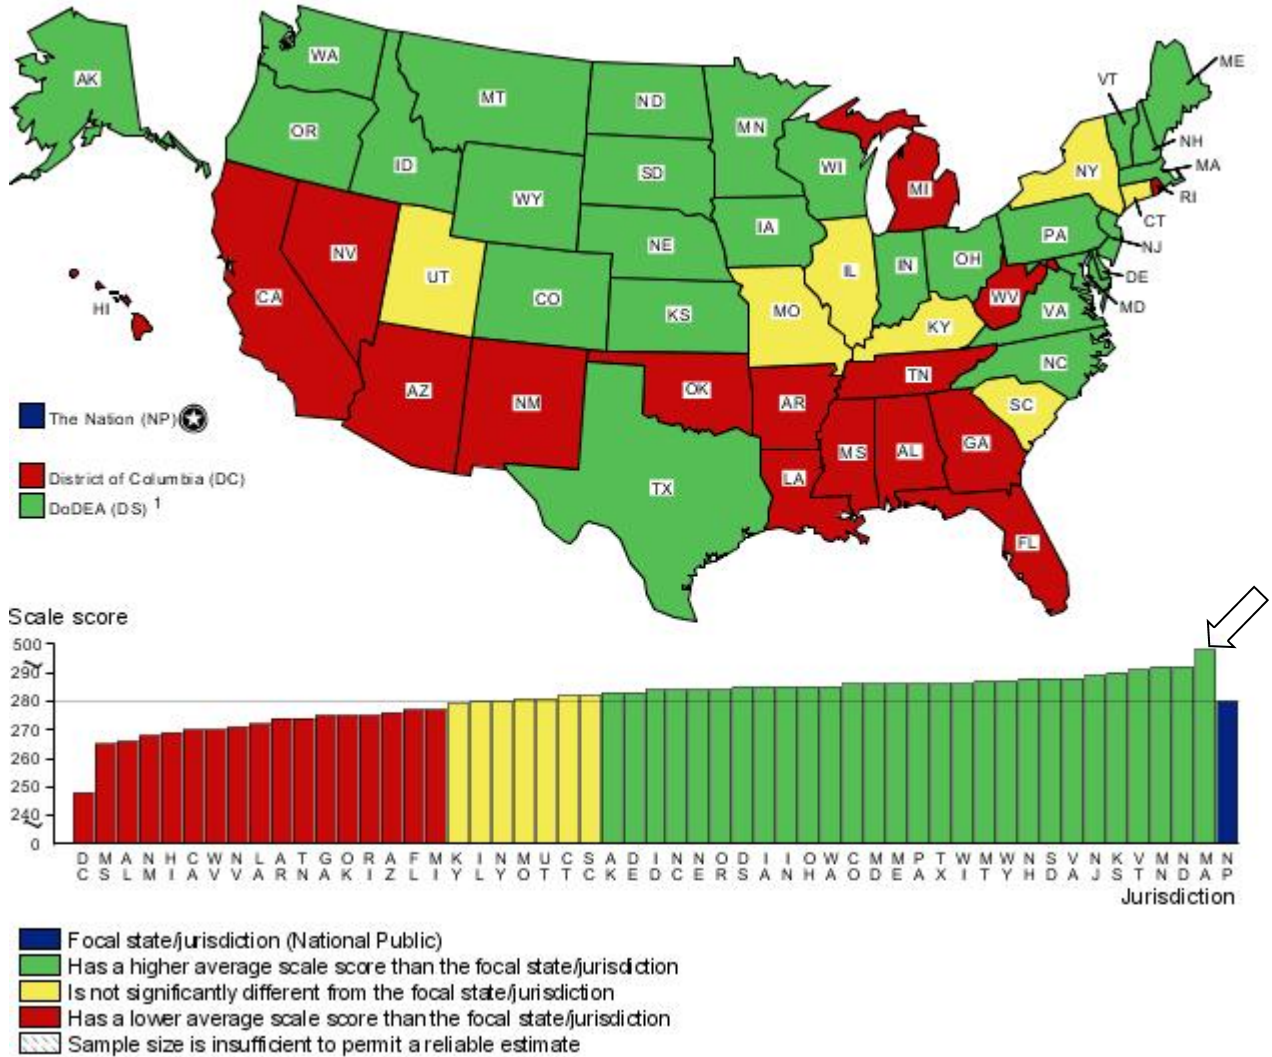 WA
ME
AK
VT
MT
ND
MN
OR
NH
ID
WI
SD
MA
NY
MI
RI
WY
CT
IA
PA
NE
NV
NJ
OH
IN
IL
UT
DE
CA
CO
WV
HI
MD
MO
VA
KS
KY
NC
TN
AZ
OK
NM
AR
SC
The Nation (NP)
GA
MS
AL
District of Columbia (DC)
LA
TX
DoDEA (DS) 1
FL
Scale score
500
290
280
270
260
250
240
0
D M A N H C W N L A T G O R A F M K I N M U C S A D I N N O D I I O W C M M P T W M W N S V N K V M N M N
C S L M I A V V A R N A K I Z L I Y L Y O T T C K E D C E R S A N H A O D E A X I T Y H D A J S T N D A P
Jurisdiction
Focal state/jurisdiction (National Public)
Has a higher average scale score than the focal state/jurisdiction
Is not significantly different from the focal state/jurisdiction
Has a lower average scale score than the focal state/jurisdiction
Sample size is insufficient to permit a reliable estimate